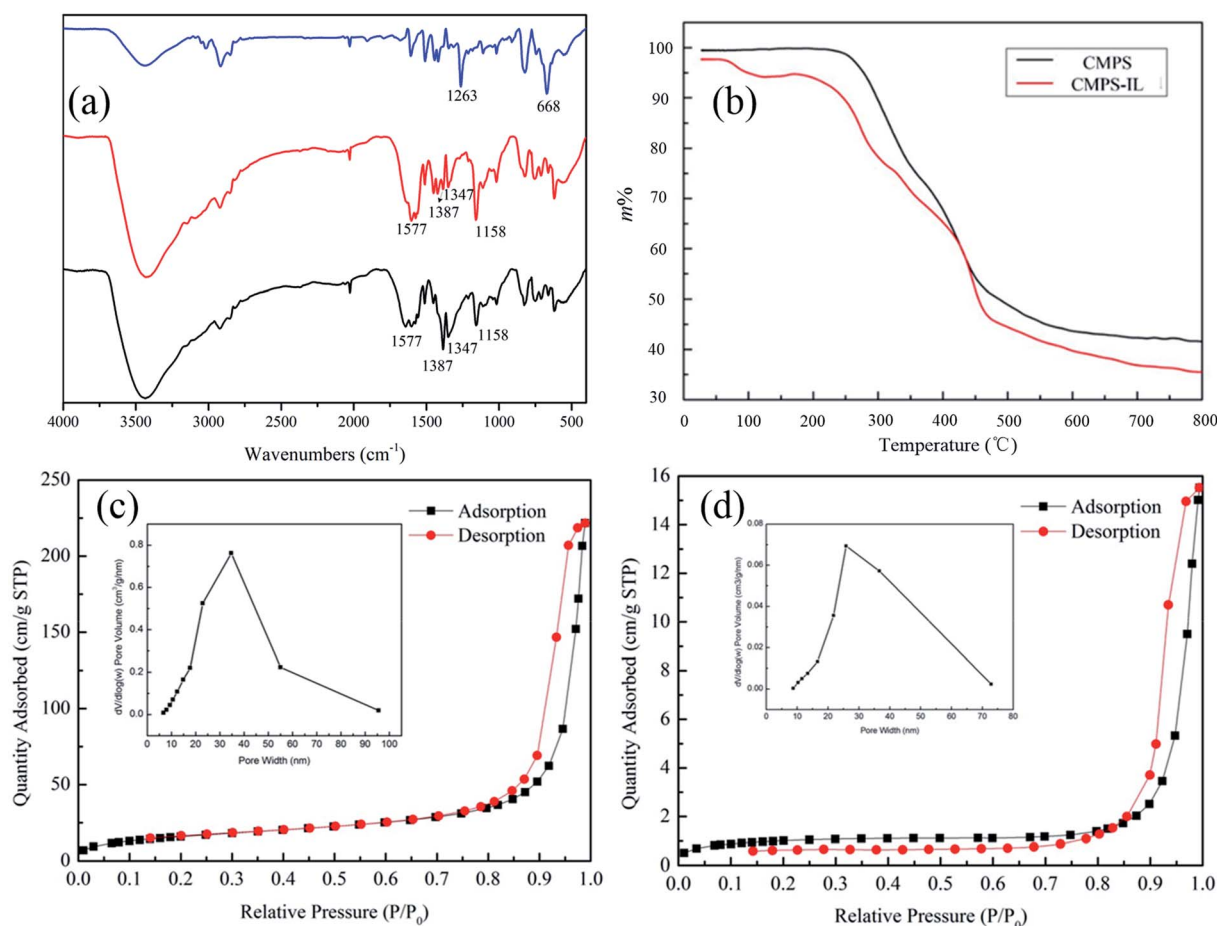 (a)
1263
668
1577
1387
1347
1158
1577
1387
1347
1158
4000 3500 3000 2500 2000 1500 1000 500
Wavenumbers (cm-1)
(b)
CMPS
CMPS-IL
100
90
80
70
60
50
40
30
m%
0 100 200 300 400 500 600 700 800
Temperature (℃)
(c)
Adsorption
Desorption
250
225
200
175
150
125
100
75
50
25
0
Quantity Adsorbed (cm/g STP)
0.0 0.1 0.2 0.3 0.4 0.5 0.6 0.7 0.8 0.9 1.0
Relative Pressure (P/P0)
0.8
0.6
0.4
0.2
0.0
dV/dlog(w) Pore Volume (cm3/g/nm)
0 10 20 30 40 50 60 70 80 90 100
Pore Width (nm)
(d)
Adsorption
Desorption
16
14
12
10
8
6
4
2
0
Quantity Adsorbed (cm/g STP)
0.0 0.1 0.2 0.3 0.4 0.5 0.6 0.7 0.8 0.9 1.0
Relative Pressure (P/P0)
0.08
0.06
0.04
0.02
0.00
dV/dlog(w) Pore Volume (cm3/g/nm)
0 10 20 30 40 50 60 70 80
Pore Width (nm)